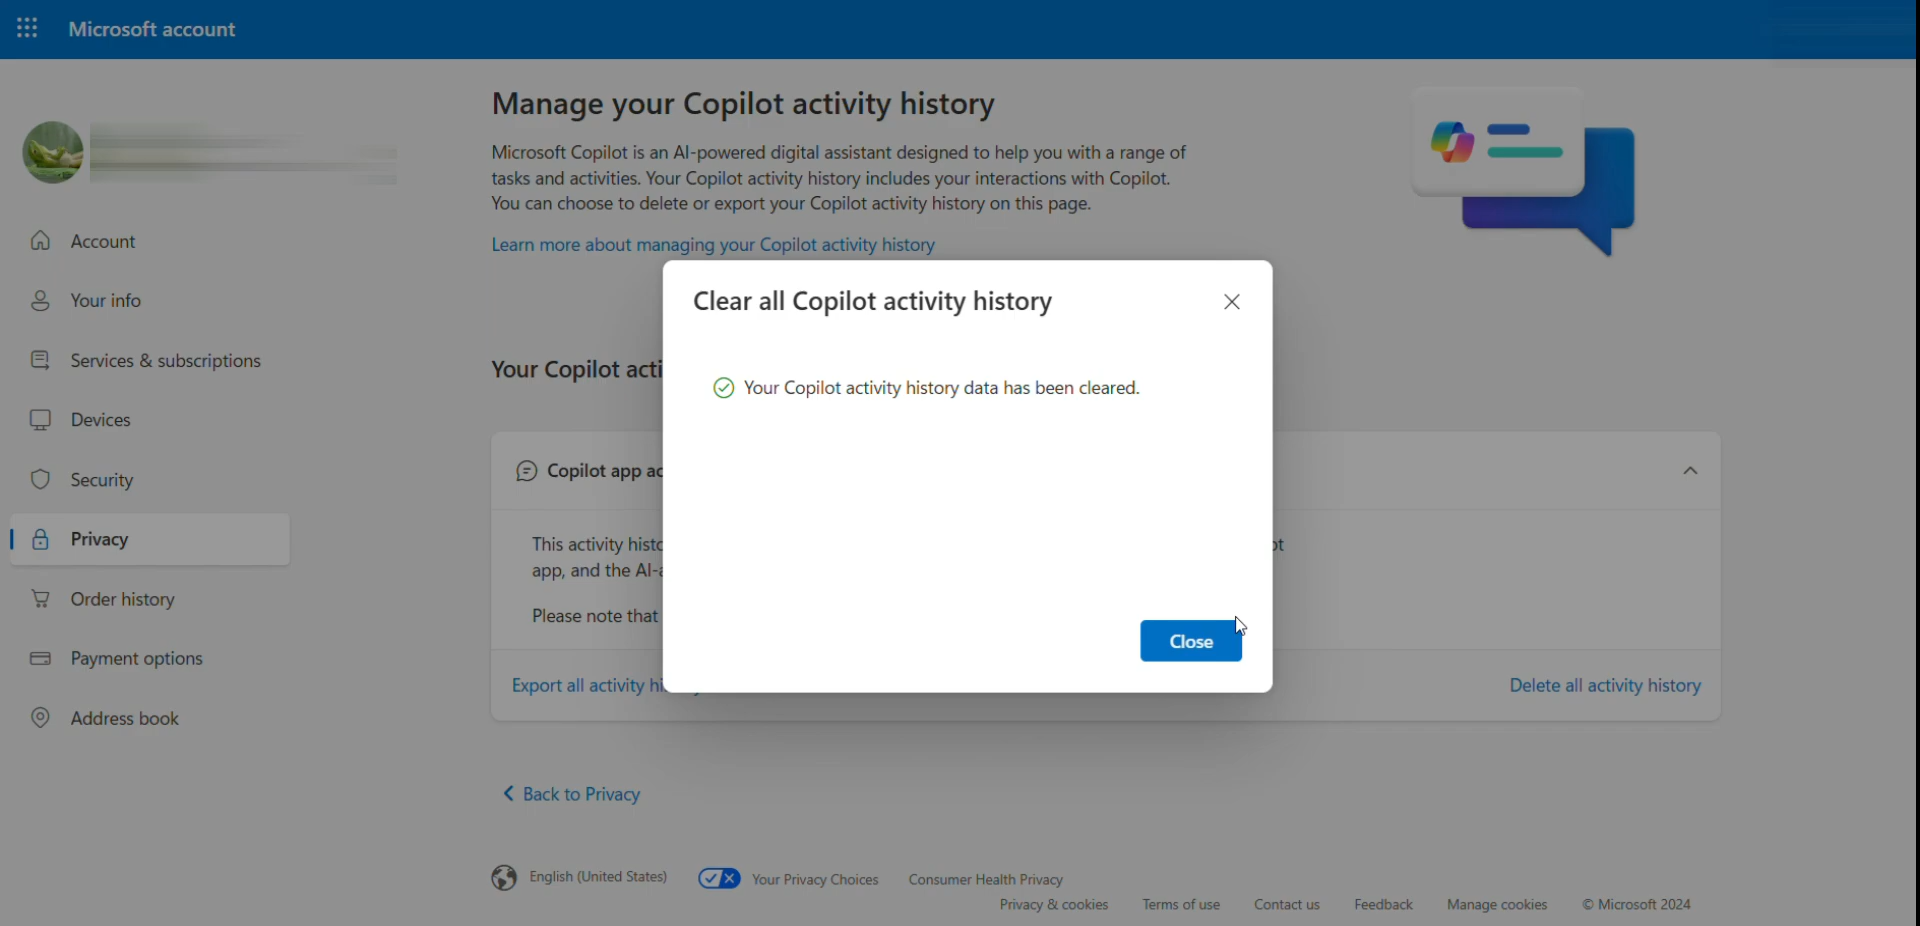 Microsoft account
Manage your Copilot activity history
Microsoft Copilot is an AI-powered digital assistant designed to help you with a range of
tasks and activities. Your Copilot activity history includes your interactions with Copilot.
You can choose to delete or export your Copilot activity history on this page.
Learn more about managing your Copilot activity history
Account
Your info
Services & subscriptions
Devices
Security
Privacy
Order history
Payment options
Address book
Clear all Copilot activity history
Your Copilot activity history data has been cleared.
Close
Your Copilot
Copilot app
This activity
app, and the
Please note that
Export all activity
Delete all activity history
Back to Privacy
English (United States)
Your Privacy Choices
Consumer Health Privacy
Privacy & cookies
Terms of use
Contact us
Feedback
Manage cookies
© Microsoft 2024